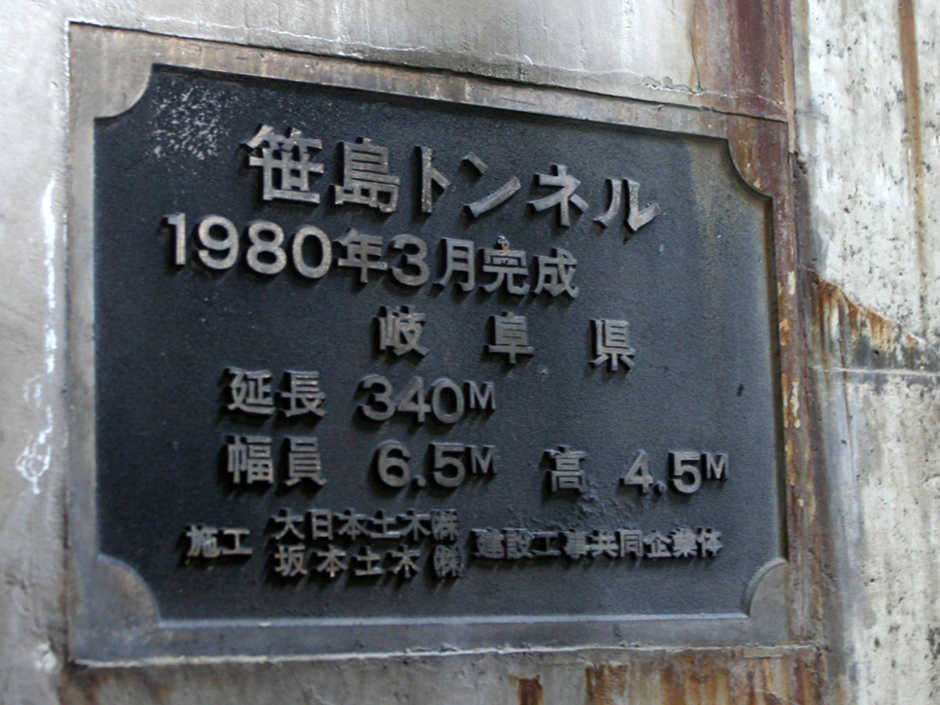 笹島トンネル
1980年3月完成
岐阜県
延長 340M
幅員 6.5M 高 4.5M
施工 大日本土木㈱ 建設工事共同企業体
坂本土木㈱